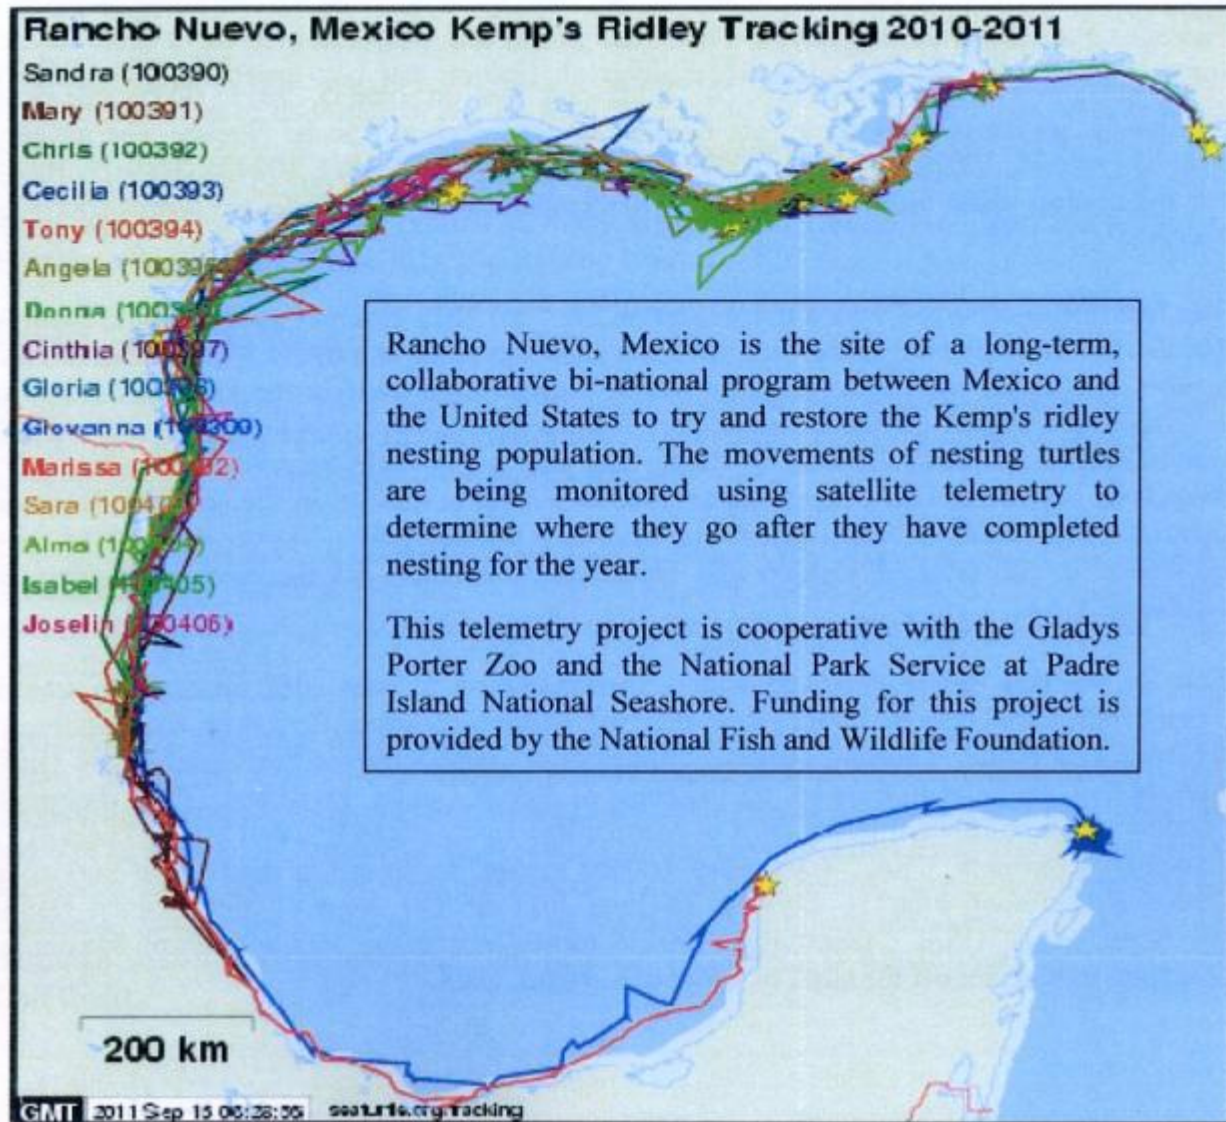 Rancho Nuevo, Mexico Kemp's Ridley Tracking 2010-2011
Sandra (100390)
Mary (100391)
Chris (100392)
Cecilia (100393)
Tony (100394)
Angela
Donna
Cinthia
Gloria
Giovanna
Marissa
Sara
Alma
Isabel
Joselin
Rancho Nuevo, Mexico is the site of a long-term,
collaborative bi-national program between Mexico and
the United States to try and restore the Kemp's ridley
nesting population. The movements of nesting turtles
are being monitored using satellite telemetry to
determine where they go after they have completed
nesting for the year.
This telemetry project is cooperative with the Gladys
Porter Zoo and the National Park Service at Padre
Island National Seashore. Funding for this project is
provided by the National Fish and Wildlife Foundation.
200 km
GMT 2011 Sep 15 seaturtle.org/tracking